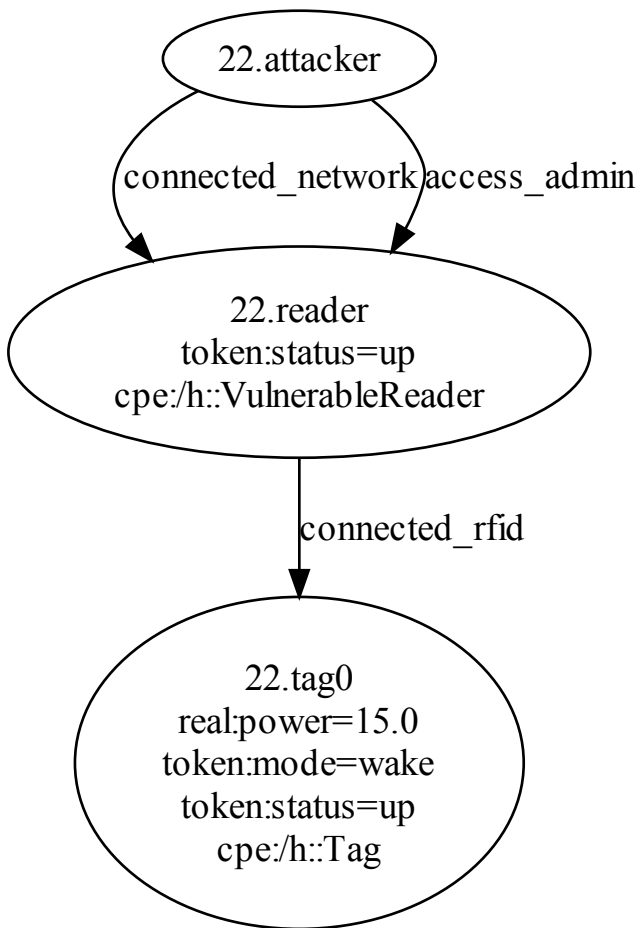 22.attacker
connected_network
access_admin
22.reader
token:status=up
cpe:/h::VulnerableReader
connected_rfid
22.tag0
real:power=15.0
token:mode=wake
token:status=up
cpe:/h::Tag